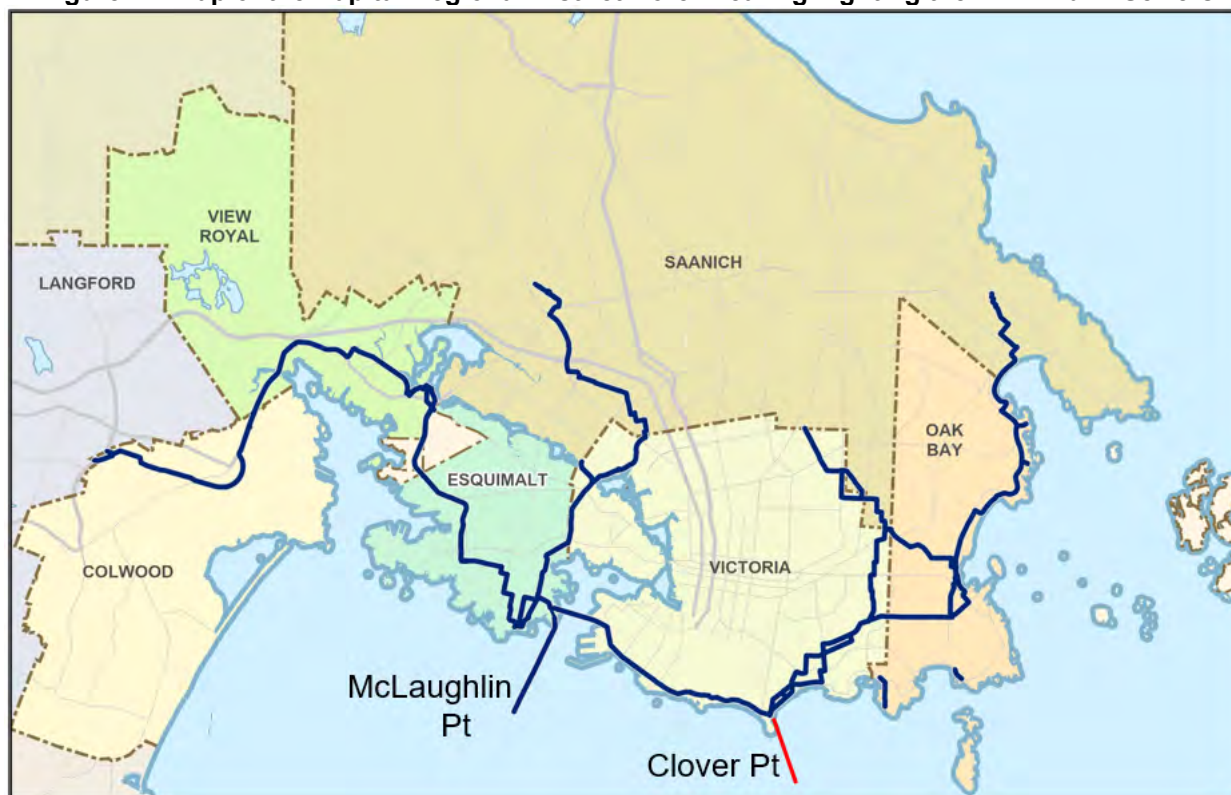 VIEW
ROYAL
LANGFORD
SAANICH
OAK
BAY
ESQUIMALT
COLWOOD
VICTORIA
McLaughlin
Pt
Clover Pt